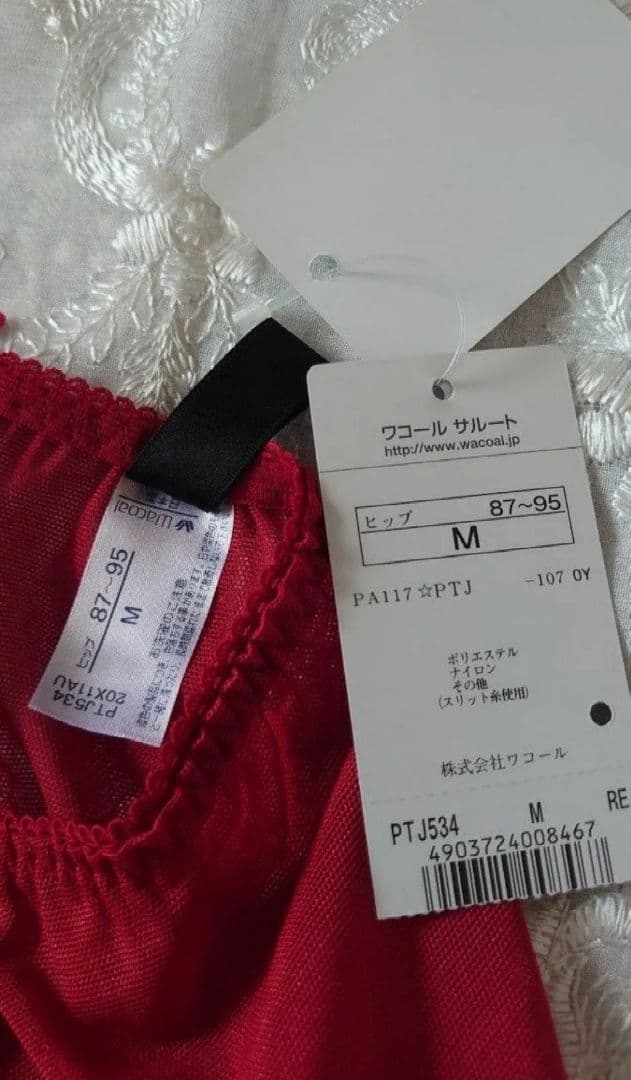 ワコール サルート
http://www.wacoal.jp
ヒップ 87~95
M
PA117☆PTJ -107 0Y
ポリエステル
ナイロン
その他
(スリット糸使用)
株式会社ワコール
PTJ534 M RE
4903724008467
Wacoal
ヒップ 87~95
M
PTJ534
20X11AU